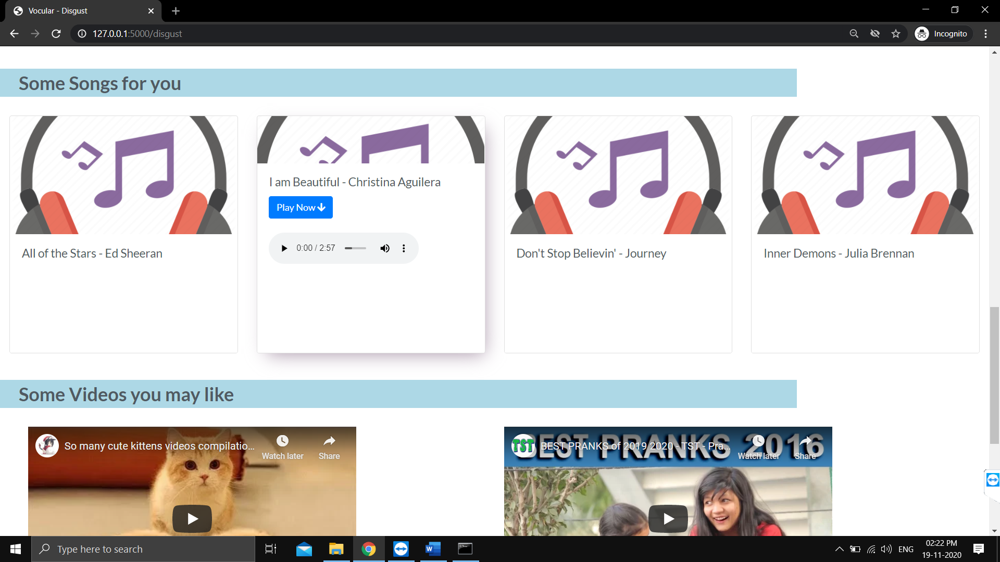 Vocular - Disgust
127.0.0.1:5000/disgust
Incognito
Some Songs for you
All of the Stars - Ed Sheeran
I am Beautiful - Christina Aguilera
Play Now
0:00 / 2:57
Don't Stop Believin' - Journey
Inner Demons - Julia Brennan
Some Videos you may like
So many cute kittens videos compilatio...
Watch later
Share
BEST PRANKS 2016
TST
BEST PRANKS of 2019 2020 - TST - Pra...
Watch later
Share
Type here to search
W
ENG
02:22 PM
19-11-2020